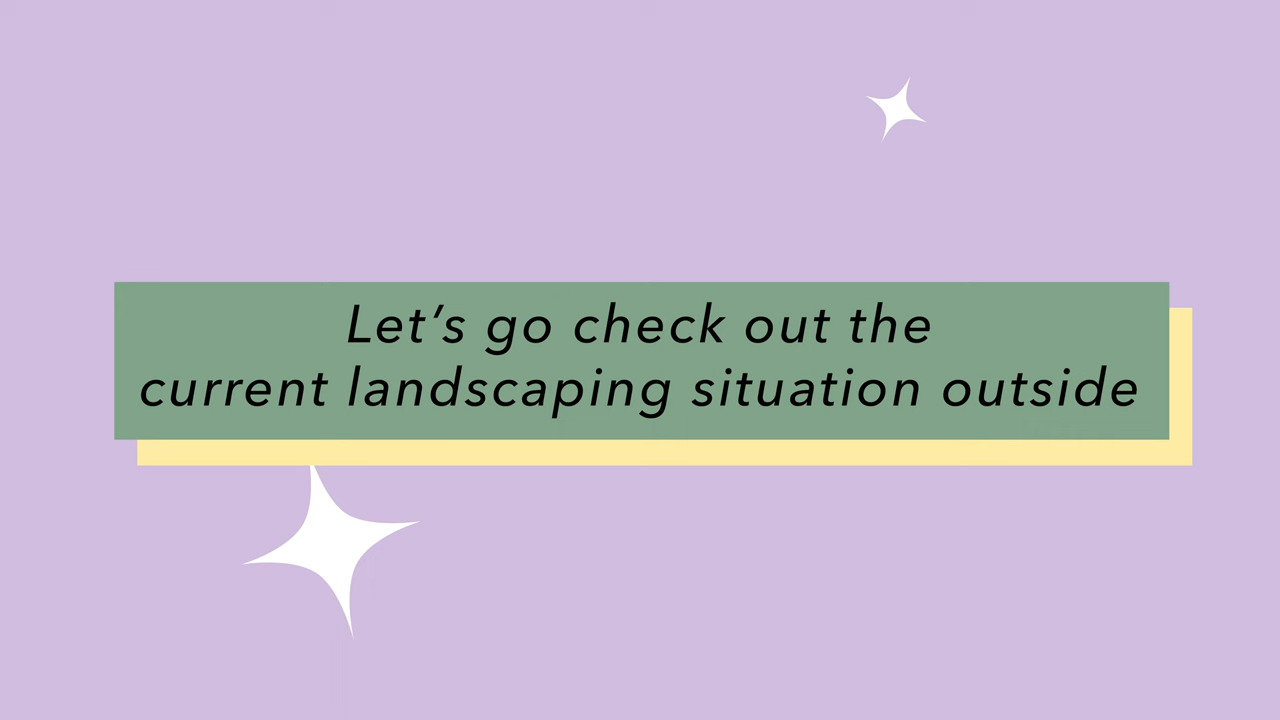 Let’s go check out the
current landscaping situation outside